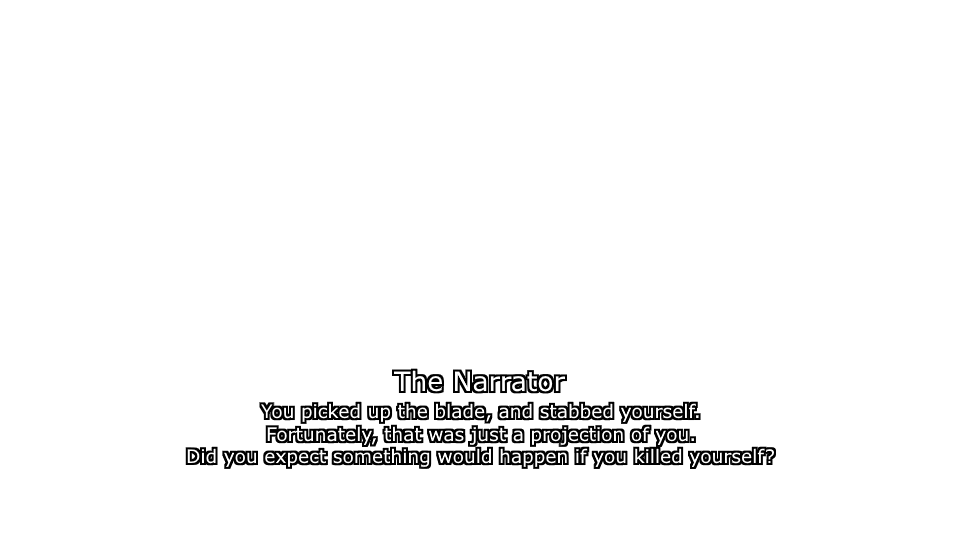 The Narrator
You picked up the blade, and stabbed yourself.
Fortunately, that was just a projection of you.
Did you expect something would happen if you killed yourself?